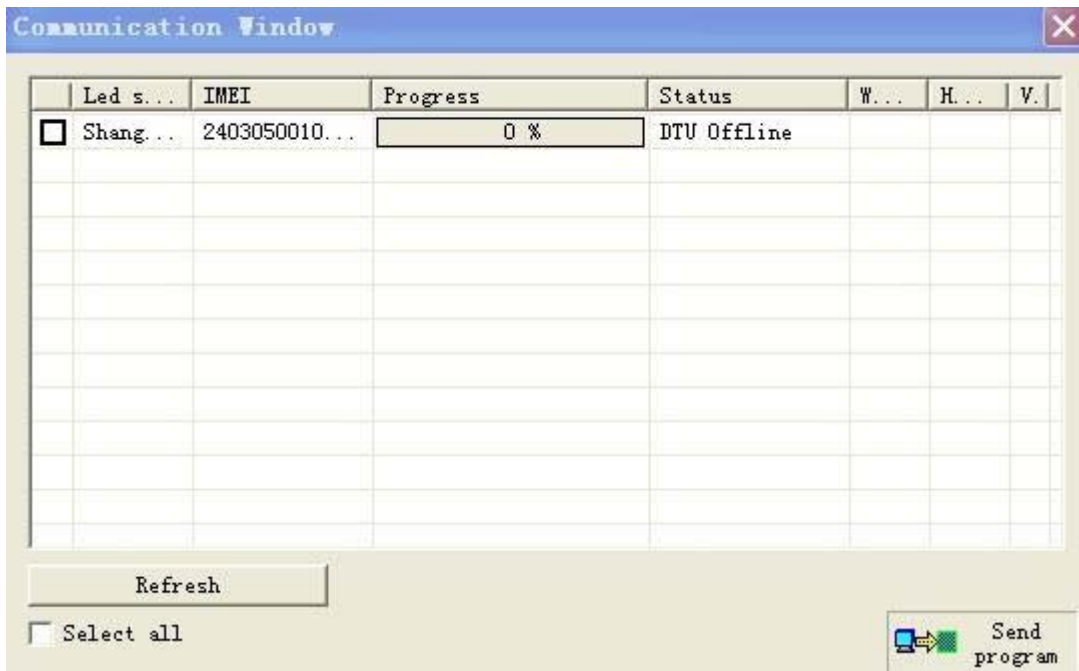 Communication Window
Led s... IMEI Progress Status W... H... V.
Shang... 2403050010... 0 % DTU Offline
Refresh
Select all
Send
program